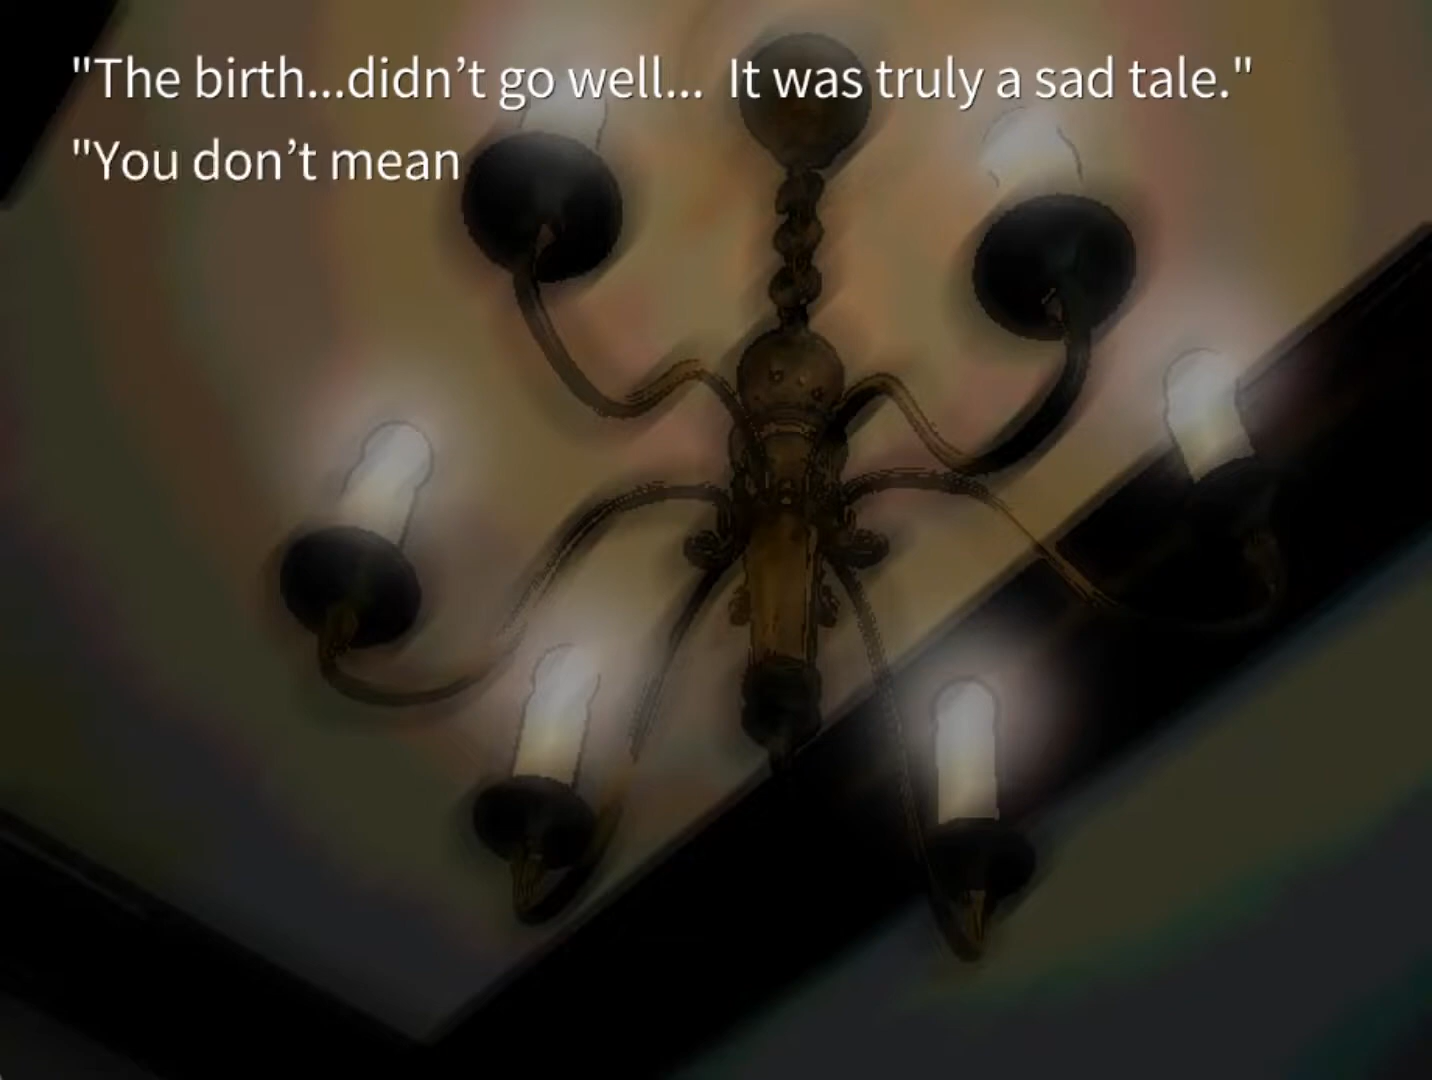 "The birth...didn’t go well...  It was truly a sad tale."
"You don’t mean